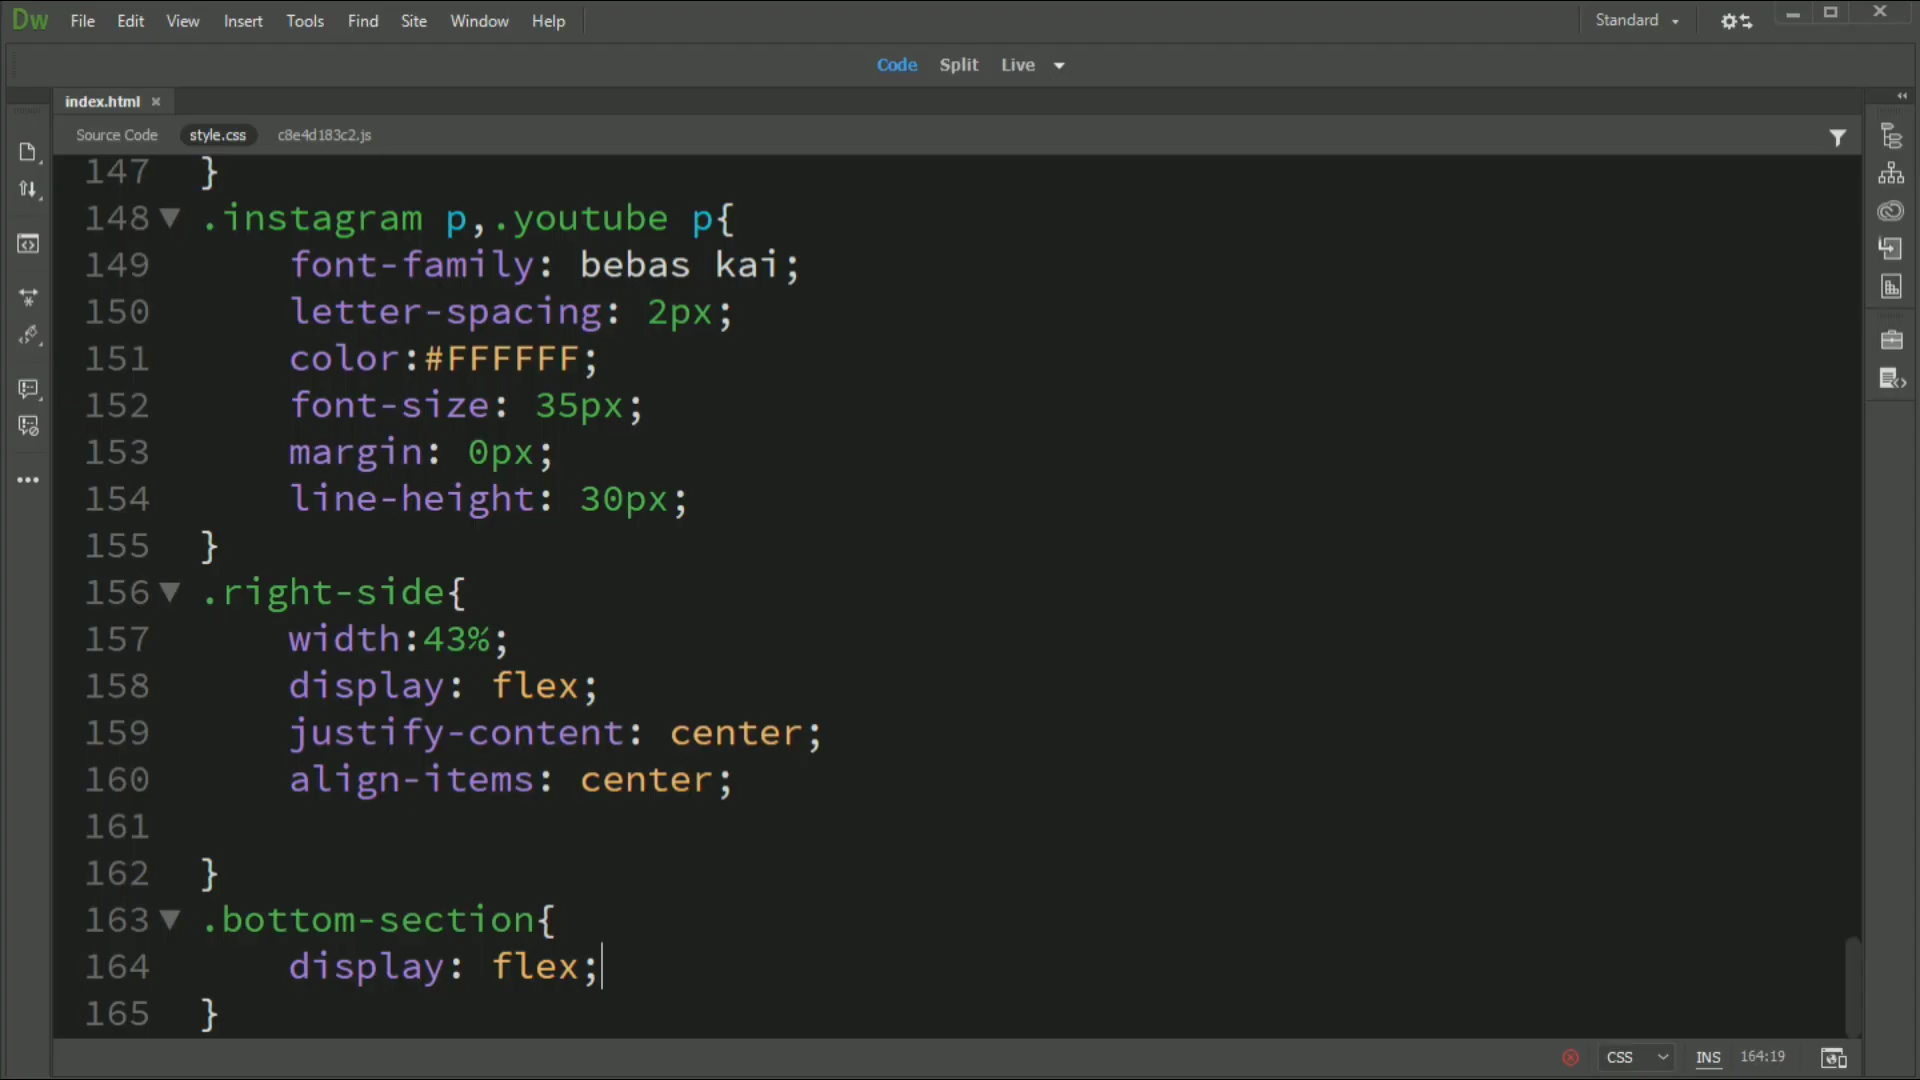 Dw File Edit View Insert Tools Find Site Window Help Standard
Code Split Live
index.html
Source Code style.css c8e4d183c2.js
147 }
148 .instagram p,.youtube p{
149 font-family: bebas kai;
150 letter-spacing: 2px;
151 color:#FFFFFF;
152 font-size: 35px;
153 margin: 0px;
154 line-height: 30px;
155 }
156 .right-side{
157 width:43%;
158 display: flex;
159 justify-content: center;
160 align-items: center;
161
162 }
163 .bottom-section{
164 display: flex;
165 }
CSS INS 164:19